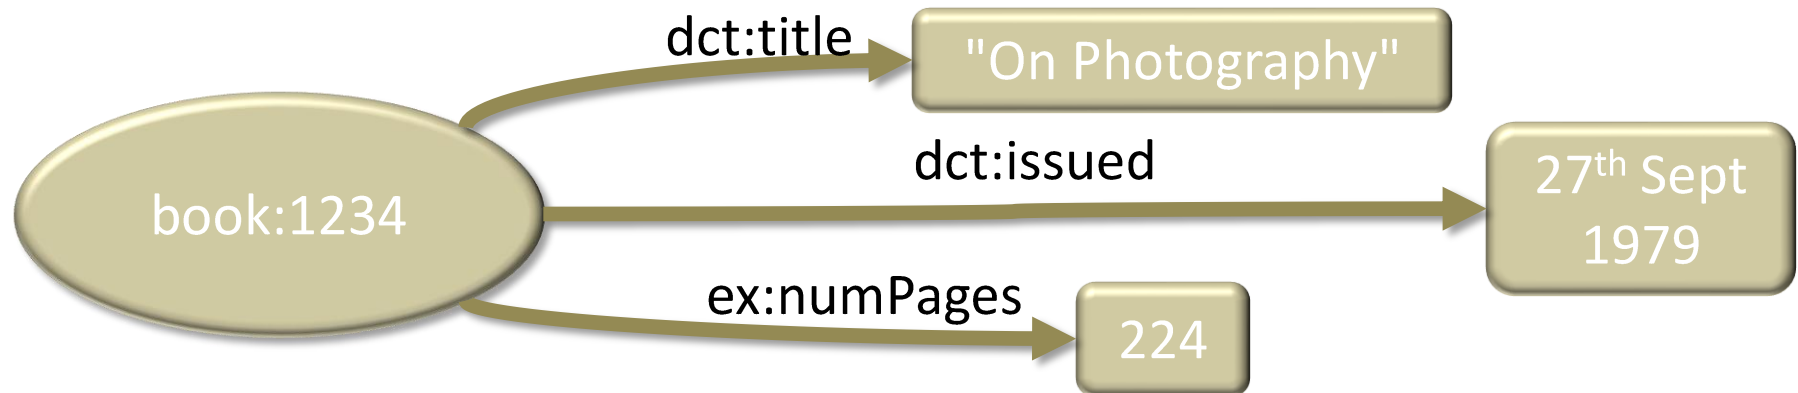 dct:title
"On Photography"
dct:issued
27th Sept
1979
book:1234
ex:numPages
224